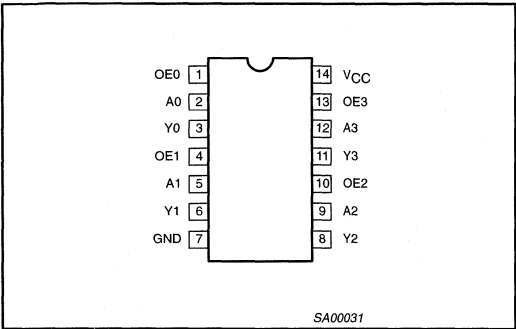 OE0 1 14 VCC
A0 2 13 OE3
Y0 3 12 A3
OE1 4 11 Y3
A1 5 10 OE2
Y1 6 9 A2
GND 7 8 Y2
SA00031